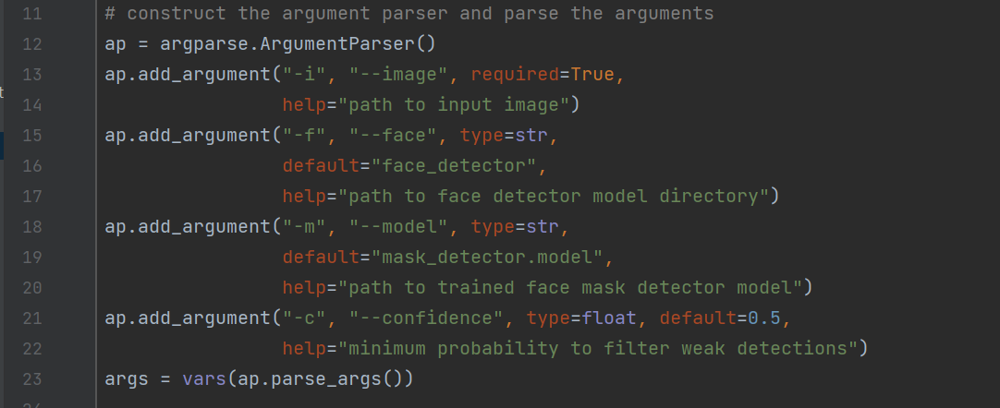 11 # construct the argument parser and parse the arguments
12 ap = argparse.ArgumentParser()
13 ap.add_argument("-i", "--image", required=True,
14                 help="path to input image")
15 ap.add_argument("-f", "--face", type=str,
16                 default="face_detector",
17                 help="path to face detector model directory")
18 ap.add_argument("-m", "--model", type=str,
19                 default="mask_detector.model",
20                 help="path to trained face mask detector model")
21 ap.add_argument("-c", "--confidence", type=float, default=0.5,
22                 help="minimum probability to filter weak detections")
23 args = vars(ap.parse_args())